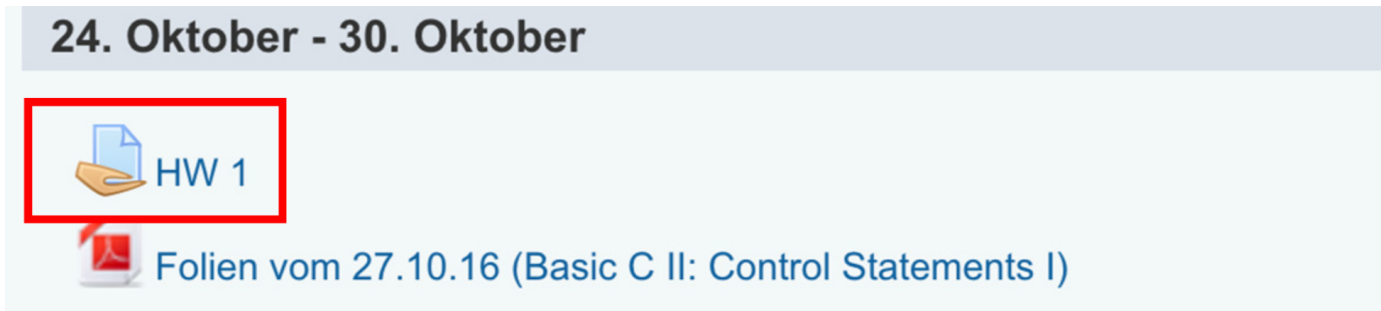 24. Oktober - 30. Oktober
HW 1
Folien vom 27.10.16 (Basic C II: Control Statements I)